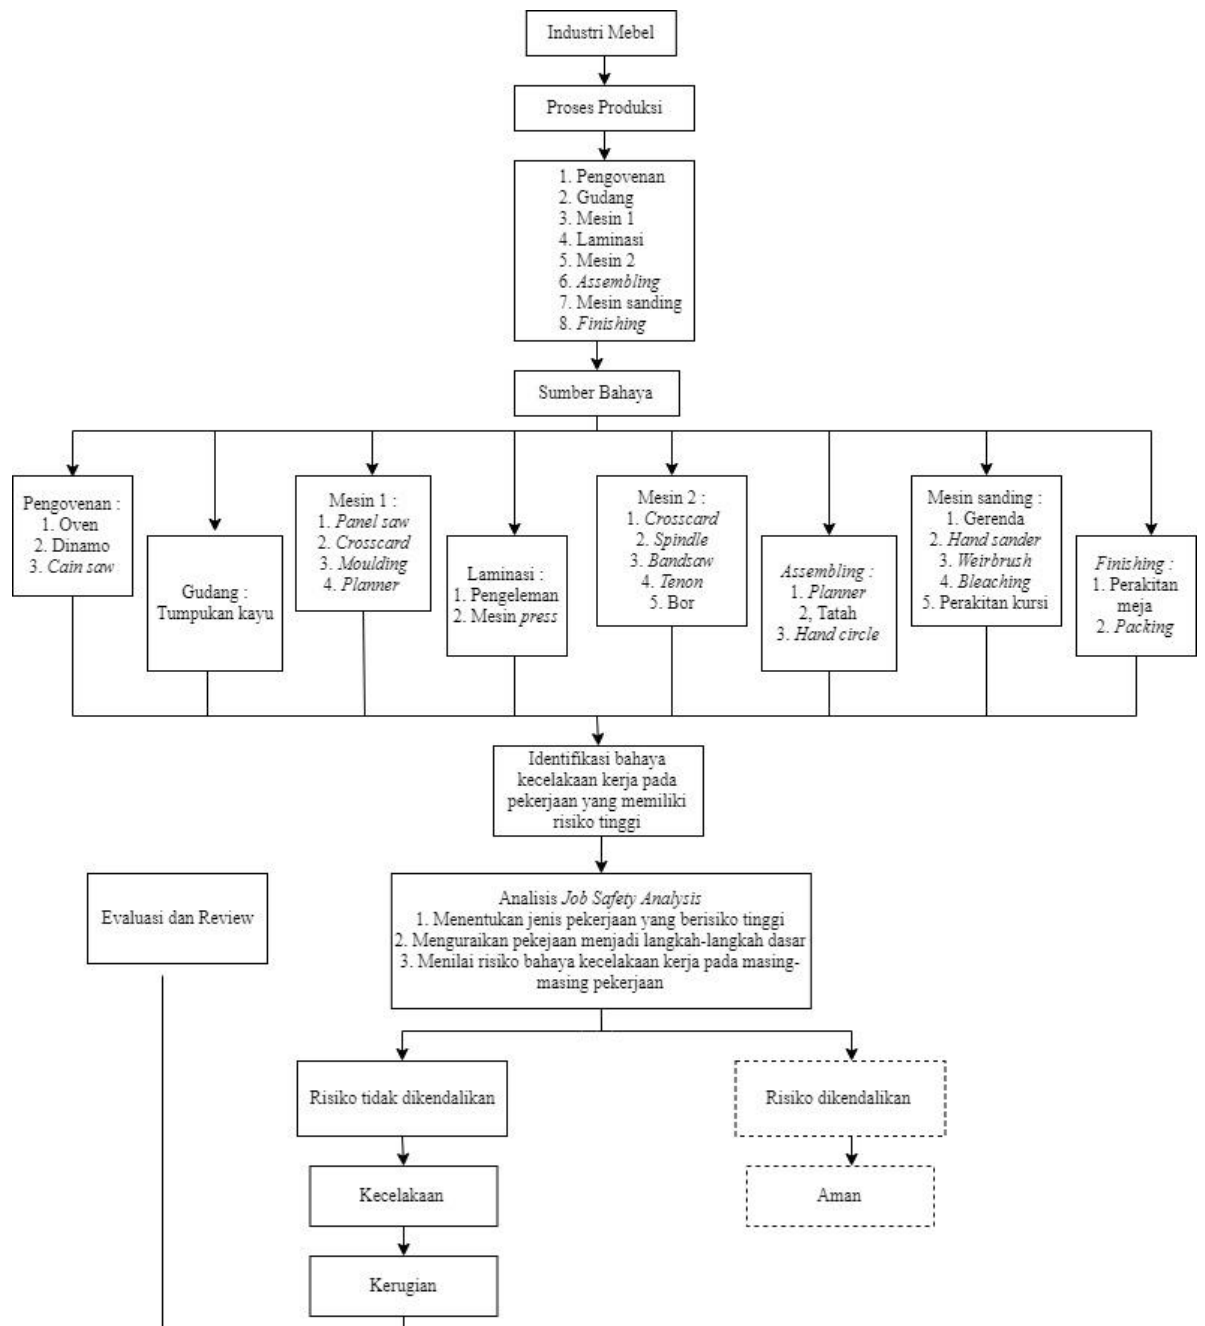 Industri Mebel
Proses Produksi
1. Pengovenan
2. Gudang
3. Mesin 1
4. Laminasi
5. Mesin 2
6. Assembling
7. Mesin sanding
8. Finishing
Sumber Bahaya
Pengovenan :
1. Oven
2. Dinamo
3. Cain saw
Gudang :
Tumpukan kayu
Mesin 1 :
1. Panel saw
2. Crosscard
3. Moulding
4. Planner
Laminasi :
1. Pengeleman
2. Mesin press
Mesin 2 :
1. Crosscard
2. Spindle
3. Bandsaw
4. Tenon
5. Bor
Assembling :
1. Planner
2, Tatah
3. Hand circle
Mesin sanding :
1. Gerenda
2. Hand sander
3. Weirbrush
4. Bleaching
5. Perakitan kursi
Finishing :
1. Perakitan
meja
2. Packing
Identifikasi bahaya
kecelakaan kerja pada
pekerjaan yang memiliki
risiko tinggi
Evaluasi dan Review
Analisis Job Safety Analysis
1. Menentukan jenis pekerjaan yang berisiko tinggi
2. Menguraikan pekejaan menjadi langkah-langkah dasar
3. Menilai risiko bahaya kecelakaan kerja pada masing-
masing pekerjaan
Risiko tidak dikendalikan
Risiko dikendalikan
Kecelakaan
Aman
Kerugian